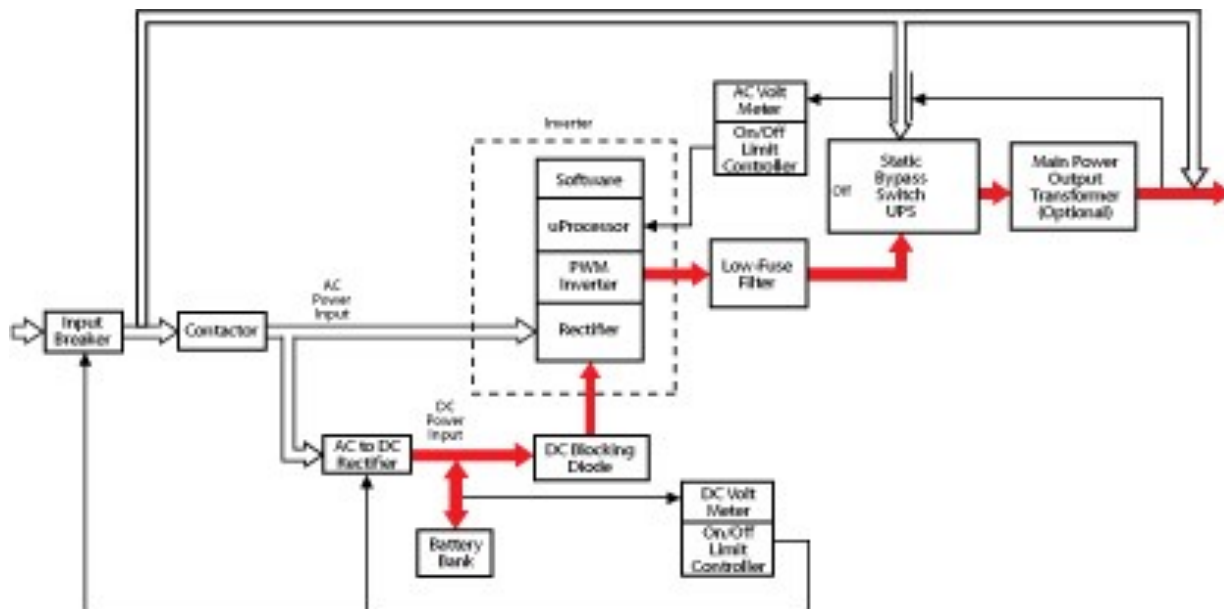 Inverter
AC Volt
Meter
On/Off
Limit
Controller
Software
uProcessor
PWM
Inverter
Rectifier
Off
Static
Bypass
Switch
UPS
Main Power
Output
Transformer
(Optional)
Low-Fuse
Filter
AC
Power
Input
Input
Breaker
Contactor
DC
Power
Input
AC to DC
Rectifier
DC Blocking
Diode
DC Volt
Meter
On/Off
Limit
Controller
Battery
Bank